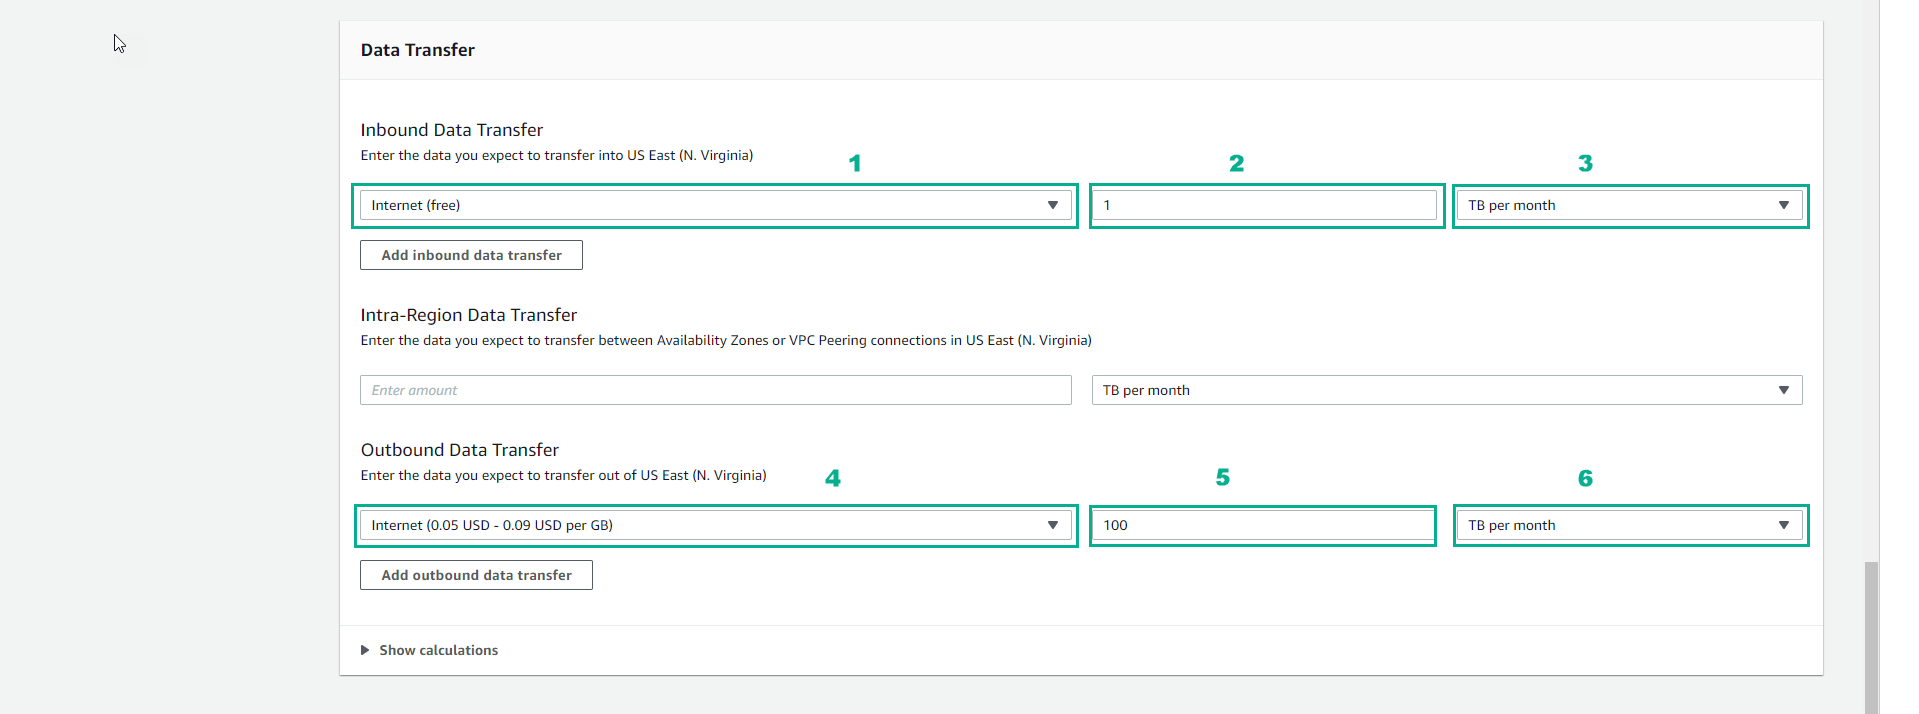 Data Transfer
Inbound Data Transfer
Enter the data you expect to transfer into US East (N. Virginia)
1 2 3
Internet (free) 1 TB per month
Add inbound data transfer
Intra-Region Data Transfer
Enter the data you expect to transfer between Availability Zones or VPC Peering connections in US East (N. Virginia)
Enter amount TB per month
Outbound Data Transfer
Enter the data you expect to transfer out of US East (N. Virginia)
4 5 6
Internet (0.05 USD - 0.09 USD per GB) 100 TB per month
Add outbound data transfer
Show calculations